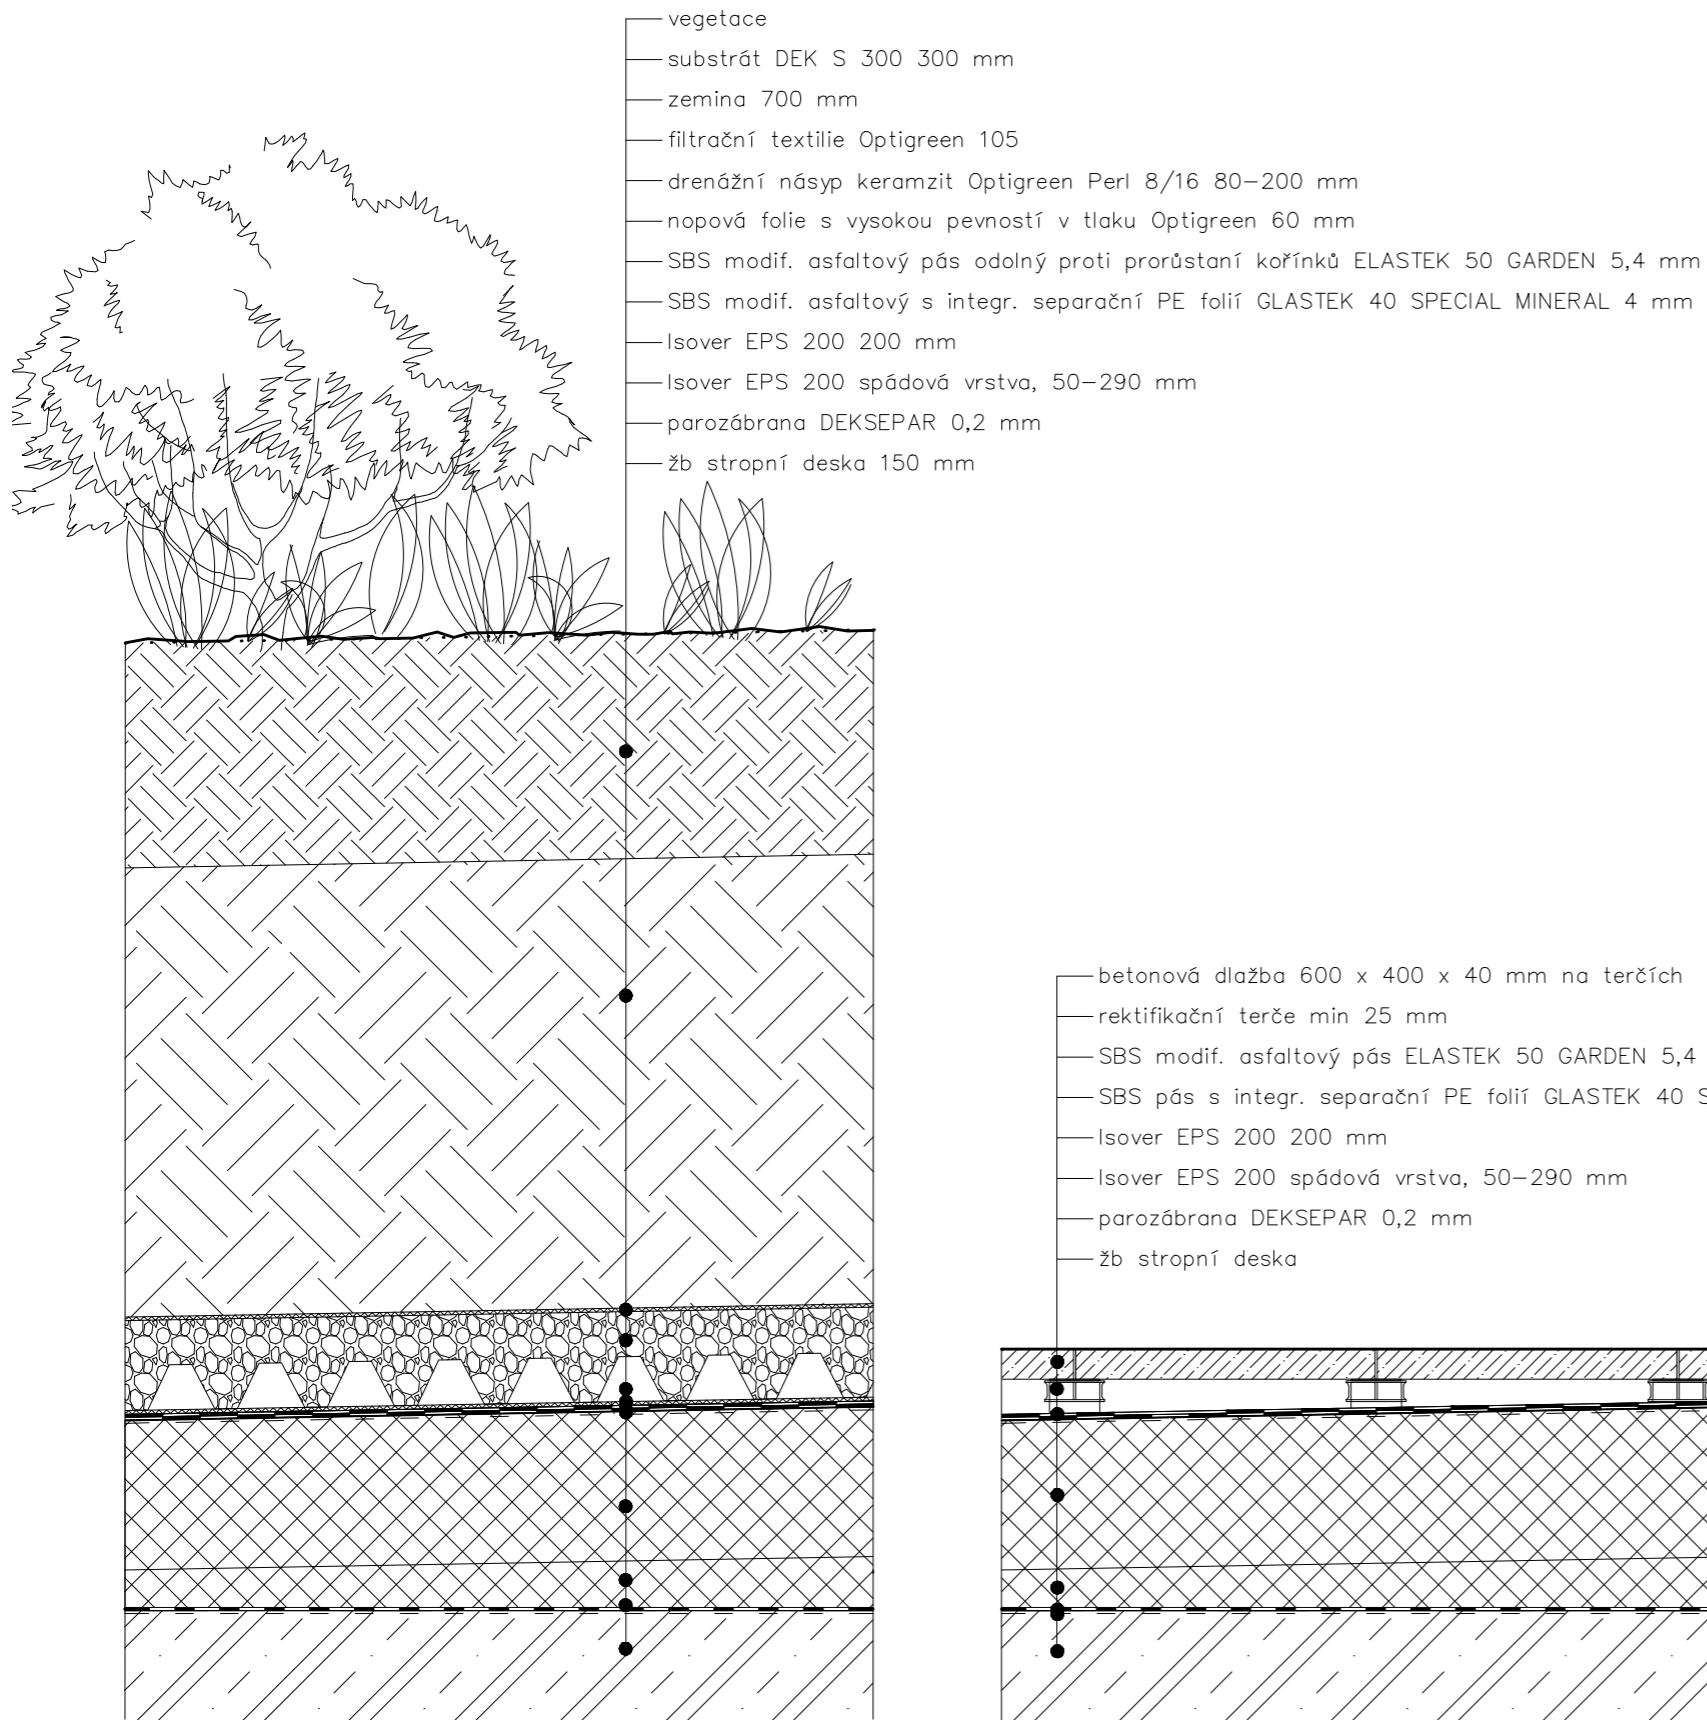 vegetace
substrát DEK S 300 300 mm
zemina 700 mm
filtrační textilie Optigreen 105
drenážní násyp keramzit Optigreen Perl 8/16 80–200 mm
nopová folie s vysokou pevností v tlaku Optigreen 60 mm
SBS modif. asfaltový pás odolný proti prorůstaní kořínků ELASTEK 50 GARDEN 5,4 mm
SBS modif. asfaltový s integr. separační PE folií GLASTEK 40 SPECIAL MINERAL 4 mm
Isover EPS 200 200 mm
Isover EPS 200 spádová vrstva, 50–290 mm
parozábrana DEKSEPAR 0,2 mm
žb stropní deska 150 mm
betonová dlažba 600 x 400 x 40 mm na terčích
rektifikační terče min 25 mm
SBS modif. asfaltový pás ELASTEK 50 GARDEN 5,4
SBS pás s integr. separační PE folií GLASTEK 40
Isover EPS 200 200 mm
Isover EPS 200 spádová vrstva, 50–290 mm
parozábrana DEKSEPAR 0,2 mm
žb stropní deska